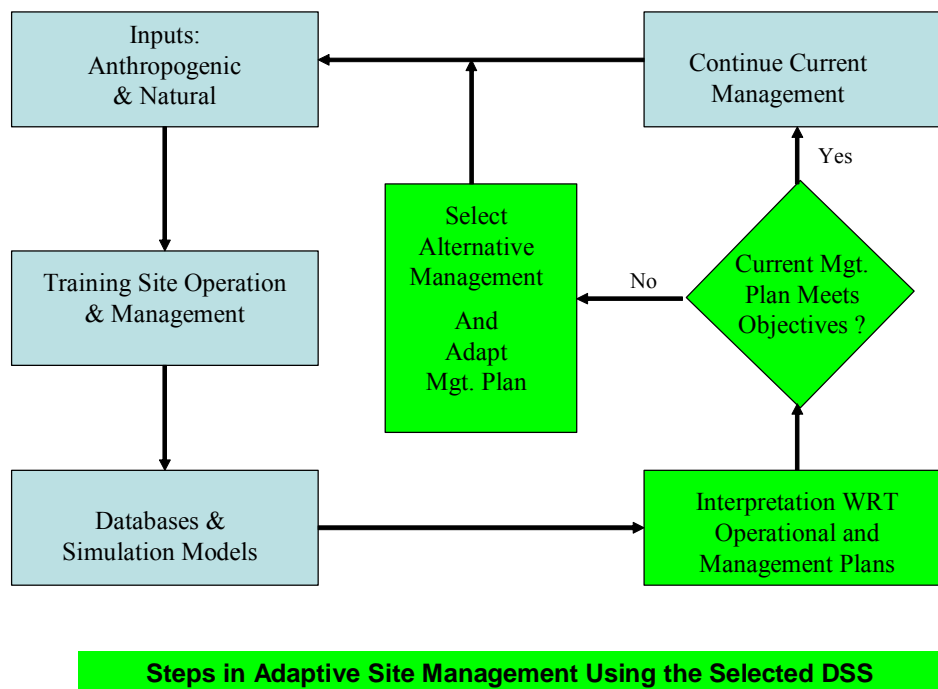 Inputs:
Anthropogenic
& Natural
Continue Current
Management
Yes
Select
Alternative
Management
And
Adapt
Mgt. Plan
No
Current Mgt.
Plan Meets
Objectives ?
Training Site Operation
& Management
Databases &
Simulation Models
Interpretation WRT
Operational and
Management Plans
Steps in Adaptive Site Management Using the Selected DSS